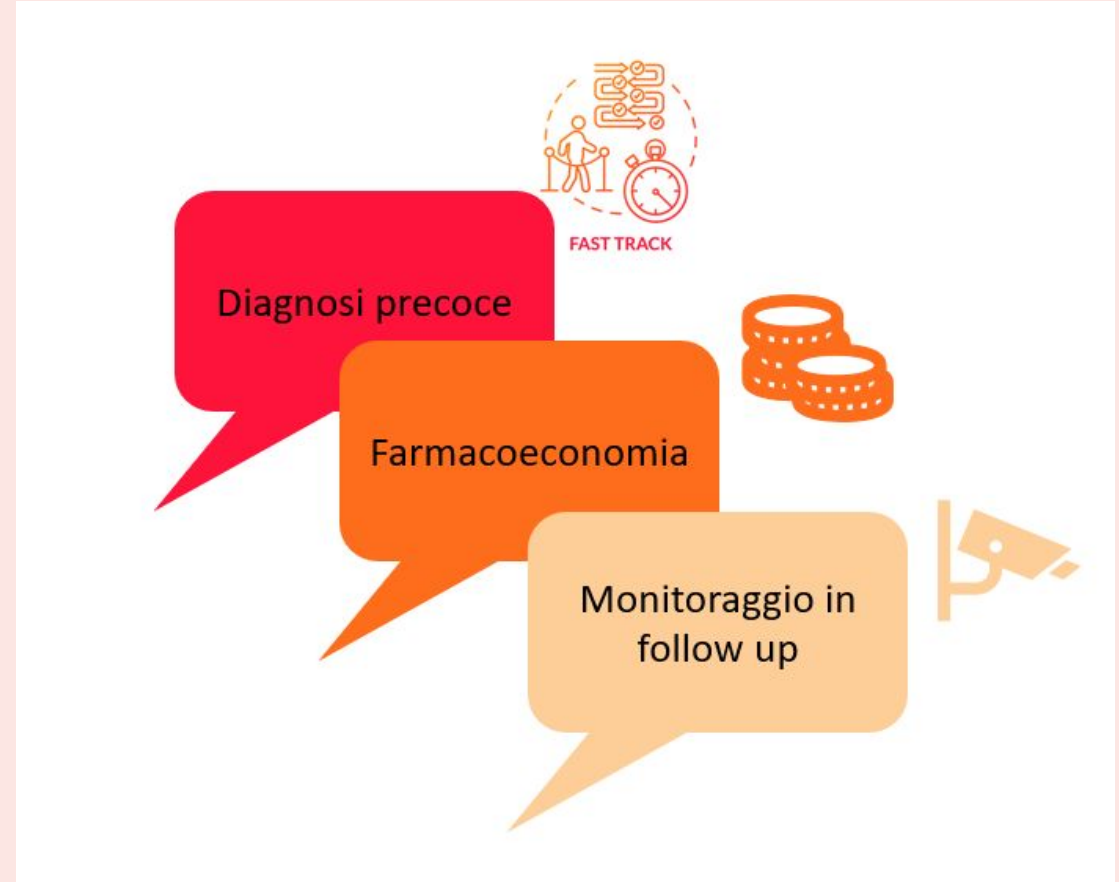 FAST TRACK
Diagnosi precoce
Farmacoeconomia
Monitoraggio in
follow up